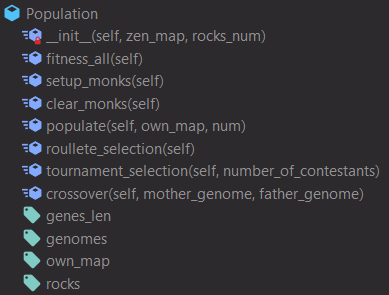 Population
__init__(self, zen_map, rocks_num)
fitness_all(self)
setup_monks(self)
clear_monks(self)
populate(self, own_map, num)
roullete_selection(self)
tournament_selection(self, number_of_contestants)
crossover(self, mother_genome, father_genome)
genes_len
genomes
own_map
rocks